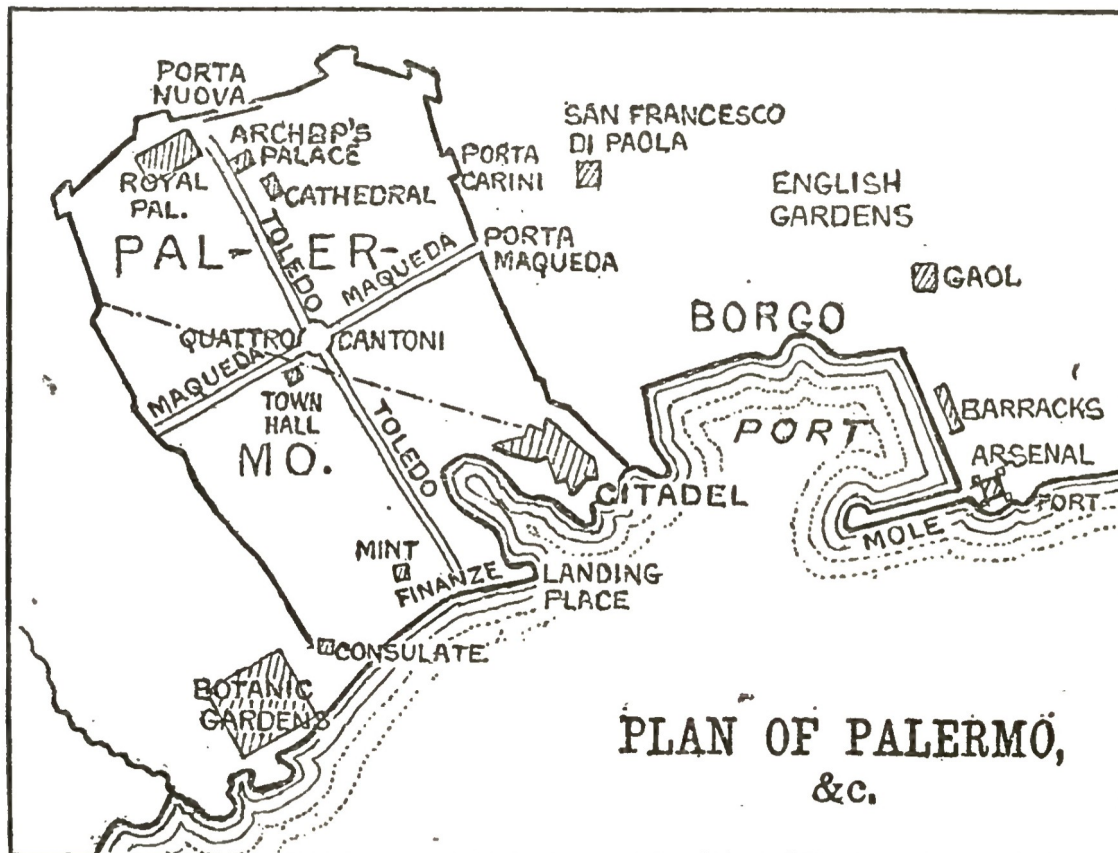 PORTA
NUOVA
ARCHBP'S
PALACE
ROYAL
PAL.
CATHEDRAL
SAN FRANCESCO
DI PAOLA
PORTA
CARINI
ENGLISH
GARDENS
PAL-ER-
TOLEDO
MAQUEDA
PORTA
MAQUEDA
GAOL
BORGO
QUATTRO CANTONI
MAQUEDA
TOWN
HALL
MO.
TOLEDO
PORT
BARRACKS
ARSENAL
CITADEL
FORT
MOLE
MINT
FINANZE
LANDING
PLACE
CONSULATE
BOTANIC
GARDENS
PLAN OF PALERMO,
&c.